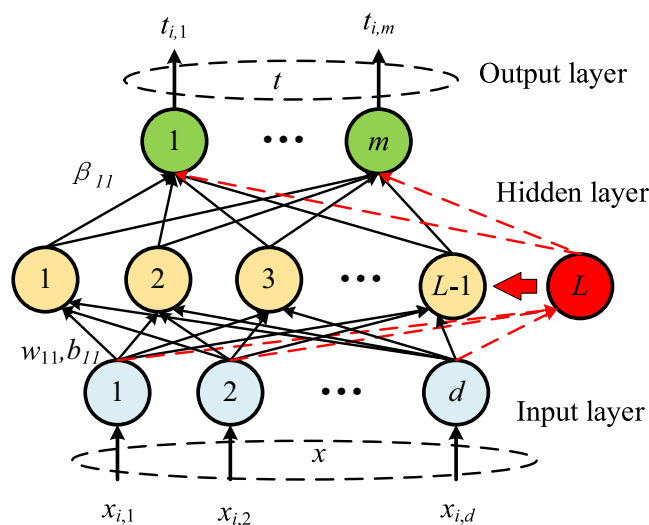 t_{i,1} t_{i,m}
t Output layer
1 ••• m
β_{11}
Hidden layer
1 2 3 ••• L-1 L
w_{11},b_{11}
1 2 ••• d
Input layer
x
x_{i,1} x_{i,2} x_{i,d}